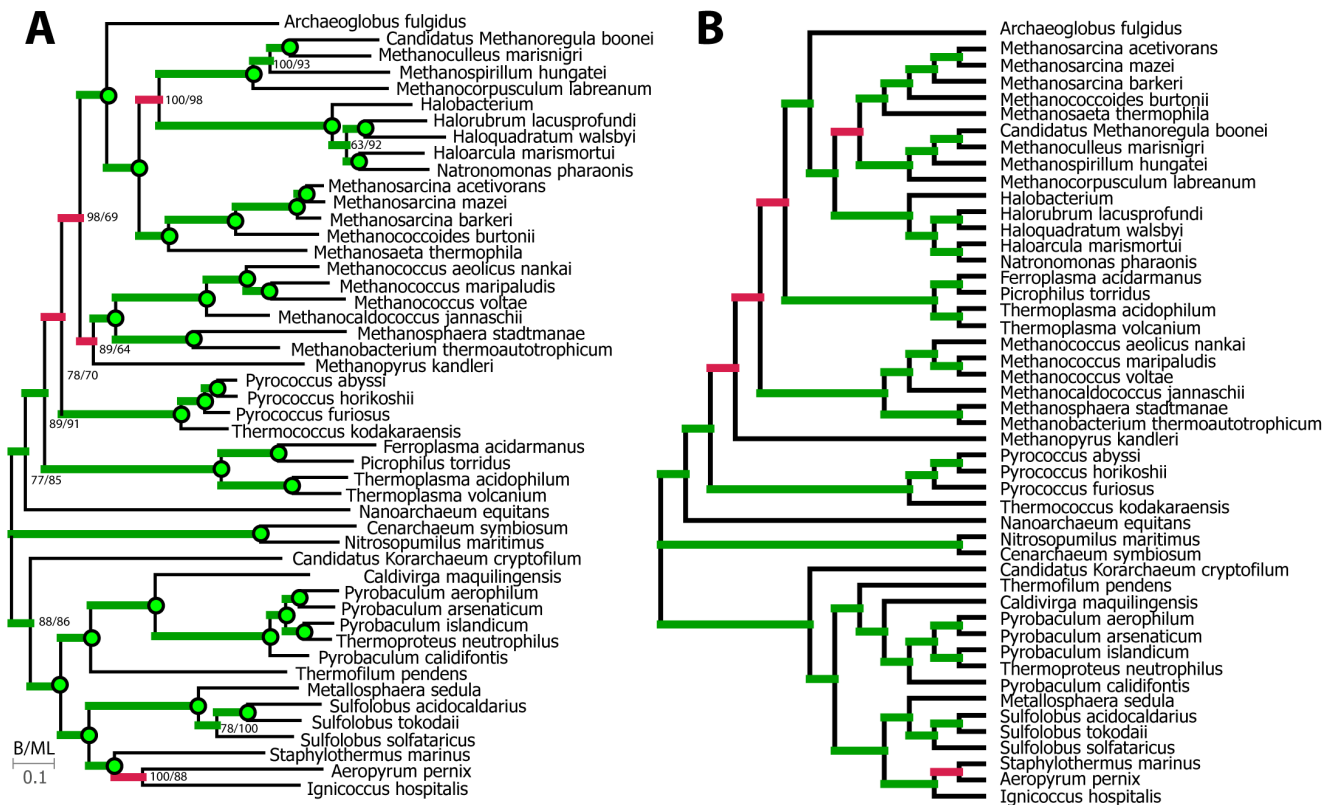 A
Archaeoglobus fulgidus
Candidatus Methanoregula boonei
Methanoculleus marisnigri
100/93
Methanospirillum hungatei
Methanocorpusculum labreanum
100/98
Halobacterium
Halorubrum lacusprofundi
Haloquadratum walsbyi
63/92
Haloarcula marismortui
Natronomonas pharaonis
Methanosarcina acetivorans
Methanosarcina mazei
Methanosarcina barkeri
98/69
Methanococcoides burtonii
Methanosaeta thermophila
Methanococcus aeolicus nankai
Methanococcus maripaludis
Methanococcus voltae
Methanocaldococcus jannaschii
Methanosphaera stadtmanae
89/64
Methanobacterium thermoautotrophicum
Methanopyrus kandleri
78/70
Pyrococcus abyssi
Pyrococcus horikoshii
Pyrococcus furiosus
89/91
Thermococcus kodakaraensis
Ferroplasma acidarmanus
Picrophilus torridus
77/85
Thermoplasma acidophilum
Thermoplasma volcanium
Nanoarchaeum equitans
Cenarchaeum symbiosum
Nitrosopumilus maritimus
Candidatus Korarchaeum cryptofilum
Caldivirga maquilingensis
Pyrobaculum aerophilum
Pyrobaculum arsenaticum
88/86
Pyrobaculum islandicum
Thermoproteus neutrophilus
Pyrobaculum calidifontis
Thermofilum pendens
Metallosphaera sedula
Sulfolobus acidocaldarius
Sulfolobus tokodaii
78/100
Sulfolobus solfataricus
Staphylothermus marinus
Aeropyrum pernix
100/88
Ignicoccus hospitalis
B/ML
0.1
B
Archaeoglobus fulgidus
Methanosarcina acetivorans
Methanosarcina mazei
Methanosarcina barkeri
Methanococcoides burtonii
Methanosaeta thermophila
Candidatus Methanoregula boonei
Methanoculleus marisnigri
Methanospirillum hungatei
Methanocorpusculum labreanum
Halobacterium
Halorubrum lacusprofundi
Haloquadratum walsbyi
Haloarcula marismortui
Natronomonas pharaonis
Ferroplasma acidarmanus
Picrophilus torridus
Thermoplasma acidophilum
Thermoplasma volcanium
Methanococcus aeolicus nankai
Methanococcus maripaludis
Methanococcus voltae
Methanocaldococcus jannaschii
Methanosphaera stadtmanae
Methanobacterium thermoautotrophicum
Methanopyrus kandleri
Pyrococcus abyssi
Pyrococcus horikoshii
Pyrococcus furiosus
Thermococcus kodakaraensis
Nanoarchaeum equitans
Nitrosopumilus maritimus
Cenarchaeum symbiosum
Candidatus Korarchaeum cryptofilum
Thermofilum pendens
Caldivirga maquilingensis
Pyrobaculum aerophilum
Pyrobaculum arsenaticum
Pyrobaculum islandicum
Thermoproteus neutrophilus
Pyrobaculum calidifontis
Metallosphaera sedula
Sulfolobus acidocaldarius
Sulfolobus tokodaii
Sulfolobus solfataricus
Staphylothermus marinus
Aeropyrum pernix
Ignicoccus hospitalis